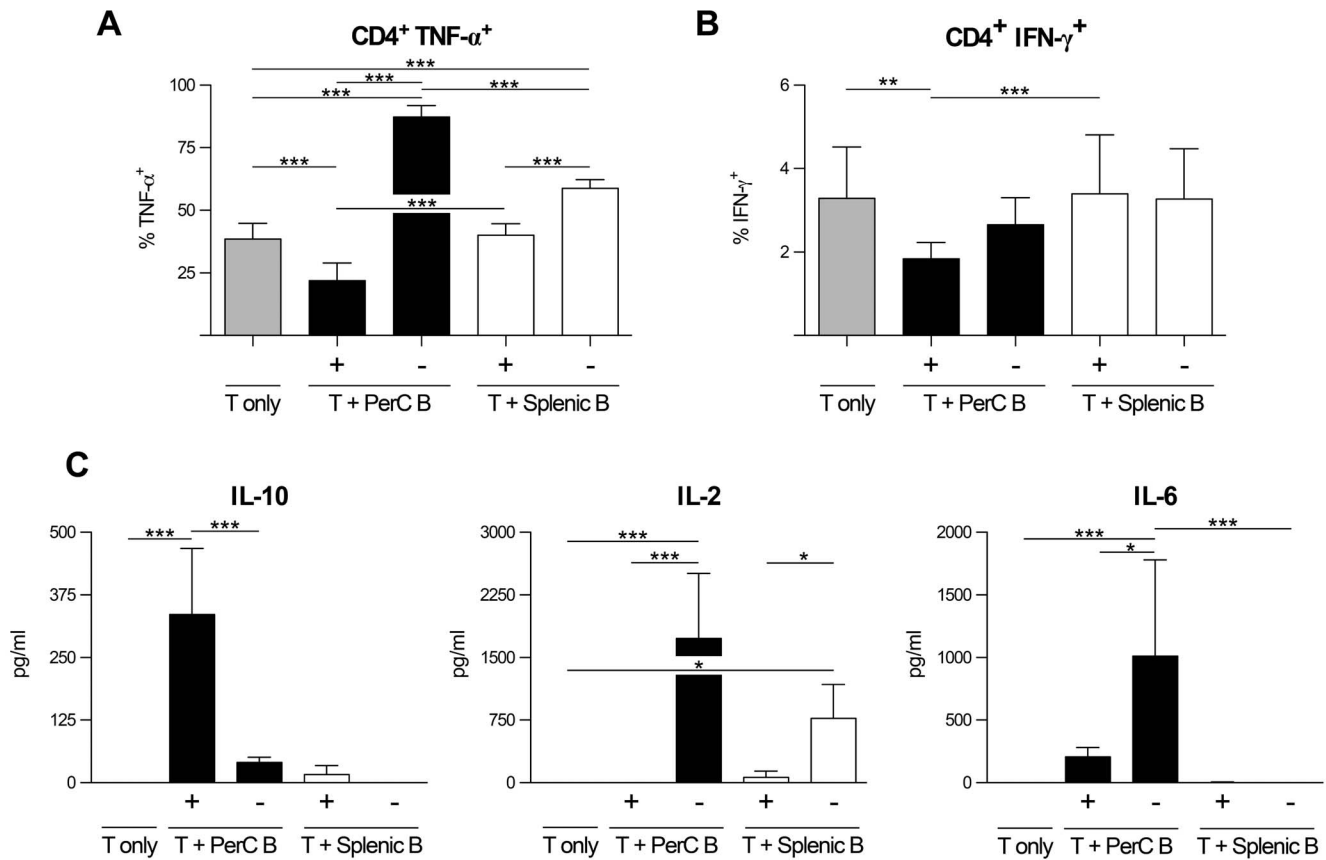 A
CD4⁺ TNF-α⁺
% TNF-α⁺
100
75
50
25
***
***
***
***
***
***
***
+ - + -
T only T + PerC B T + Splenic B
B
CD4⁺ IFN-γ⁺
% IFN-γ⁺
6
4
2
** ***
+ - + -
T only T + PerC B T + Splenic B
C
IL-10
pg/ml
500
375
250
125
0
*** ***
+ - + -
T only T + PerC B T + Splenic B
IL-2
pg/ml
3000
2250
1500
750
0
***
*** *
*
+ - + -
T only T + PerC B T + Splenic B
IL-6
pg/ml
2000
1500
1000
500
0
*** ***
*
+ - + -
T only T + PerC B T + Splenic B